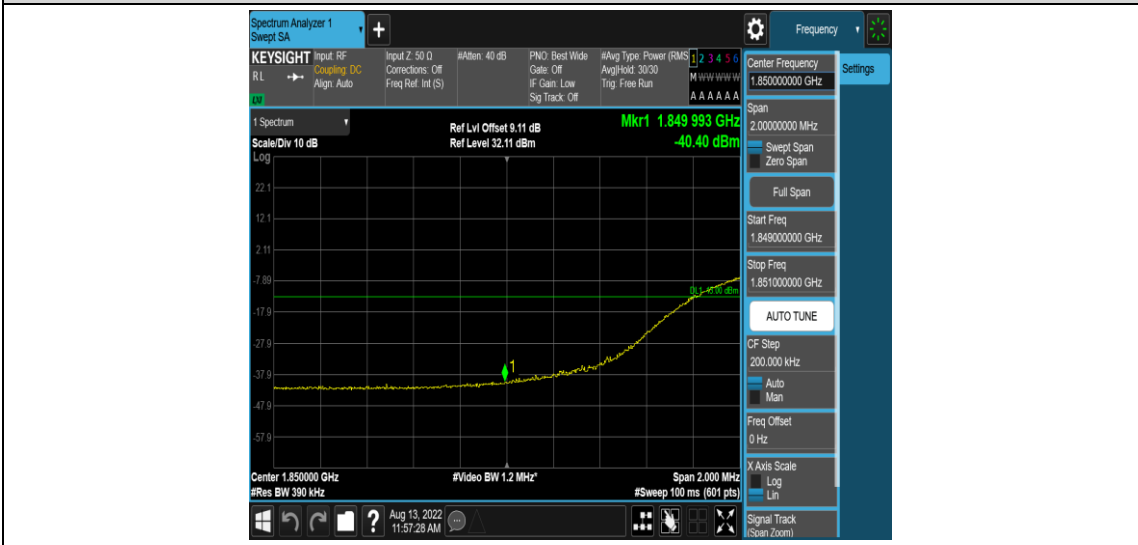 Spectrum Analyzer 1
Swept SA
+
Frequency
KEYSIGHT
RL
Input: RF
Coupling: DC
Align: Auto
Input Z: 50 Ω
Corrections: Off
Freq Ref: Int (S)
#Atten: 40 dB
PNO: Best Wide
Gate: Off
IF Gain: Low
Sig Track: Off
#Avg Type: Power (RMS
Avg|Hold: 30/30
Trig: Free Run
1 2 3 4 5 6
M W W W W W
A A A A A A
1 Spectrum
Scale/Div 10 dB
Log
Ref Lvl Offset 9.11 dB
Ref Level 32.11 dBm
Mkr1 1.849 993 GHz
-40.40 dBm
22.1
12.1
2.11
-7.89
-17.9
-27.9
-37.9
-47.9
-57.9
1
Center 1.850000 GHz
#Res BW 390 kHz
#Video BW 1.2 MHz*
Span 2.000 MHz
#Sweep 100 ms (601 pts)
?
Aug 13, 2022
11:57:28 AM
Center Frequency
1.850000000 GHz
Settings
Span
2.00000000 MHz
Swept Span
Zero Span
Full Span
Start Freq
1.849000000 GHz
Stop Freq
1.851000000 GHz
AUTO TUNE
CF Step
200.000 kHz
Auto
Man
Freq Offset
0 Hz
X Axis Scale
Log
Lin
Signal Track
(Span Zoom)